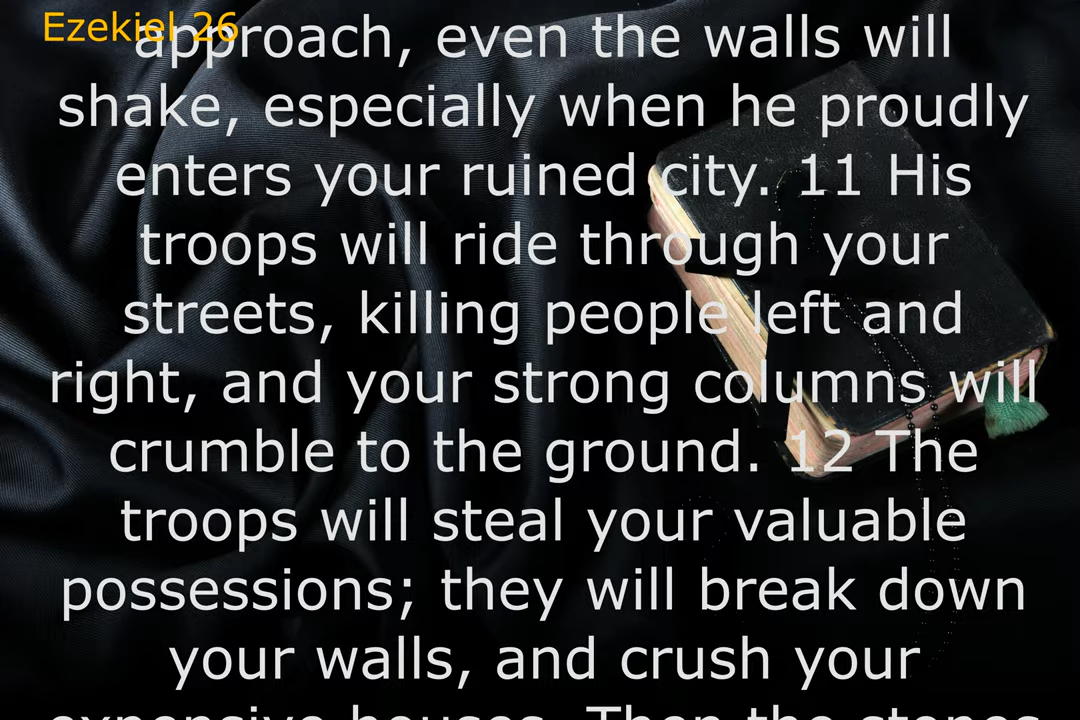 Ezekiel 26
approach, even the walls will
shake, especially when he proudly
enters your ruined city. 11 His
troops will ride through your
streets, killing people left and
right, and your strong columns will
crumble to the ground. 12 The
troops will steal your valuable
possessions; they will break down
your walls, and crush your
expensive houses. Then the stones